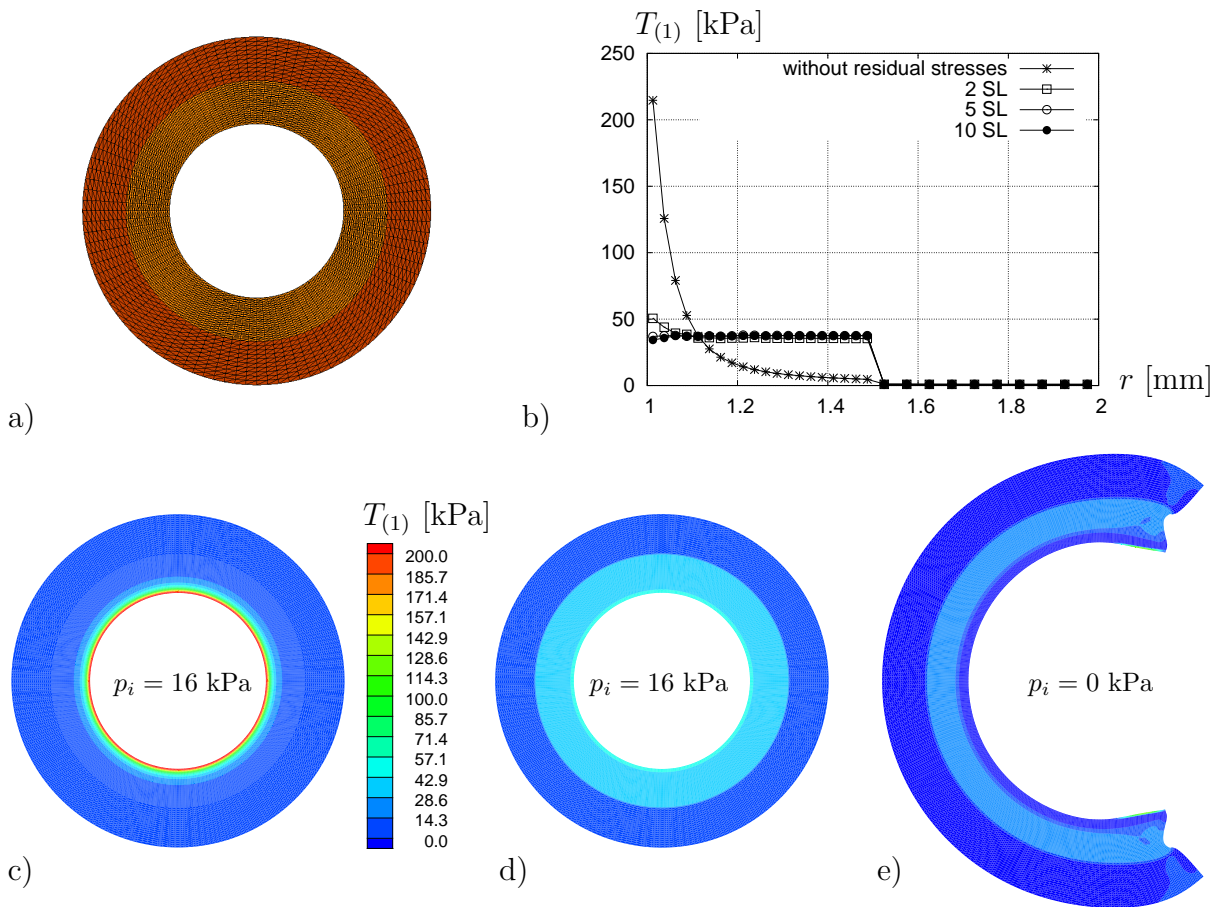 T(1) [kPa]
250
200
150
100
50
0
without residual stresses
2 SL
5 SL
10 SL
1
1.2
1.4
1.6
1.8
2
r [mm]
a)
b)
T(1) [kPa]
200.0
185.7
171.4
157.1
142.9
128.6
114.3
100.0
85.7
71.4
57.1
42.9
28.6
14.3
0.0
pi = 16 kPa
pi = 16 kPa
pi = 0 kPa
c)
d)
e)